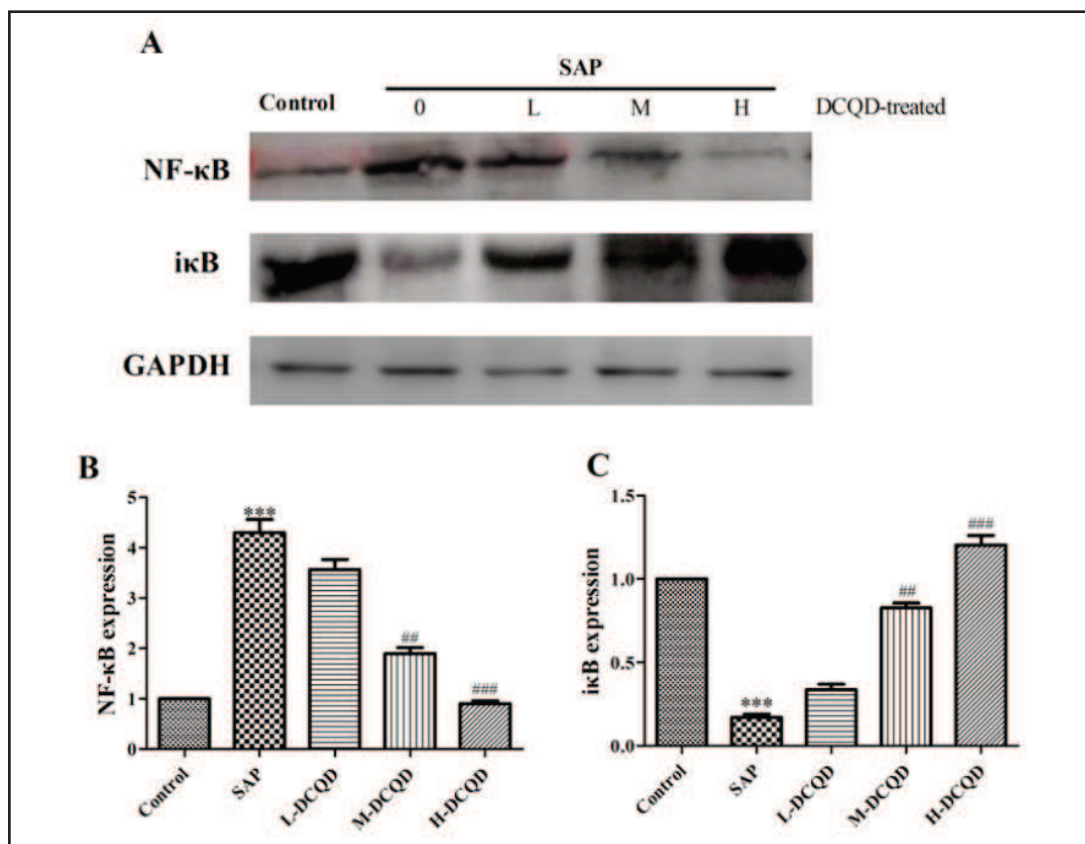 A
SAP
Control 0 L M H DCQD-treated
NF-κB
iκB
GAPDH
B
NF-κB expression
5
4
3
2
1
0
***
##
###
Control
SAP
L-DCQD
M-DCQD
H-DCQD
C
iκB expression
1.5
1.0
0.5
0.0
***
##
###
Control
SAP
L-DCQD
M-DCQD
H-DCQD